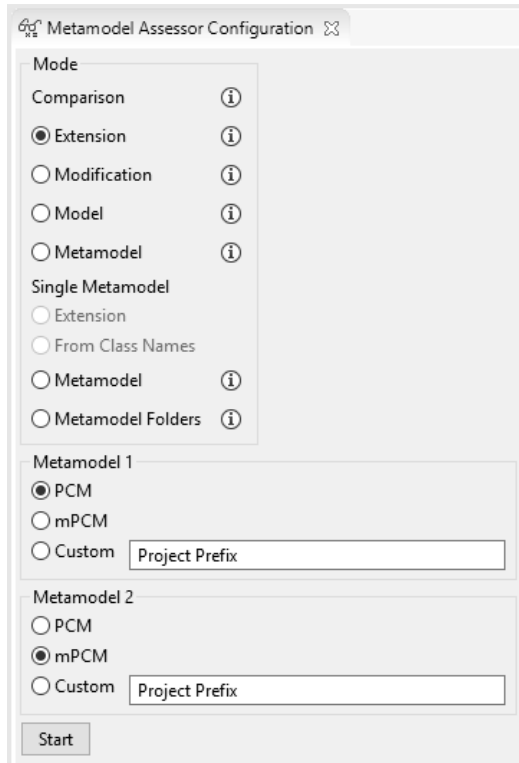 Metamodel Assessor Configuration
Mode
Comparison
Extension
Modification
Model
Metamodel
Single Metamodel
Extension
From Class Names
Metamodel
Metamodel Folders
Metamodel 1
PCM
mPCM
Custom Project Prefix
Metamodel 2
PCM
mPCM
Custom Project Prefix
Start